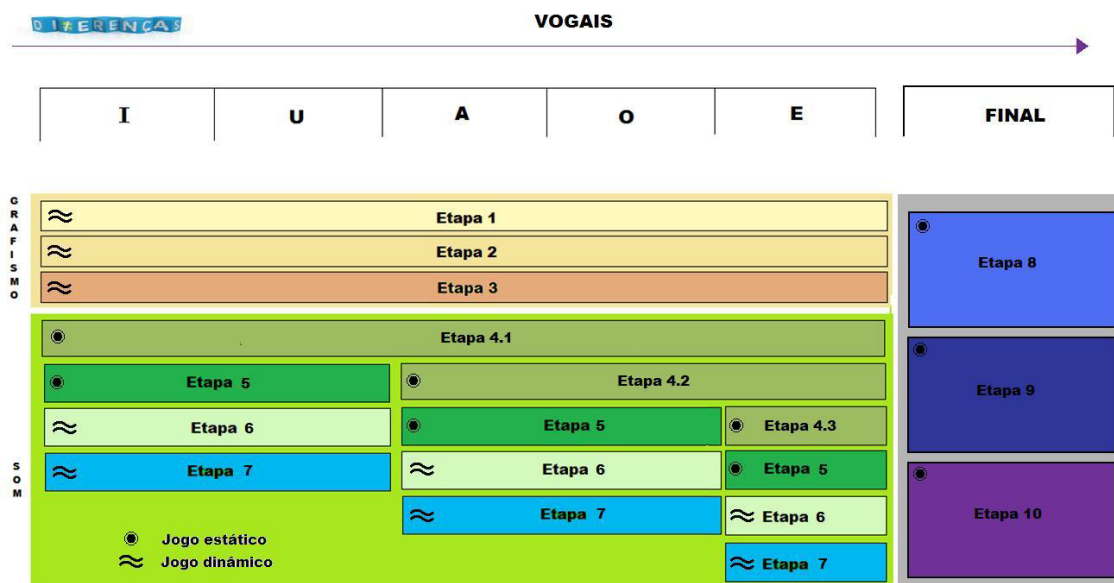 DI≠ERENÇAS
VOGAIS
I U A O E FINAL
GRAFISMO
Etapa 1
Etapa 2
Etapa 3
Etapa 8
SOM
Etapa 4.1
Etapa 5 Etapa 4.2
Etapa 9
Etapa 6 Etapa 5 Etapa 4.3
Etapa 7 Etapa 6 Etapa 5
Etapa 7 Etapa 6
Etapa 10
Jogo estático
Jogo dinâmico
Etapa 7